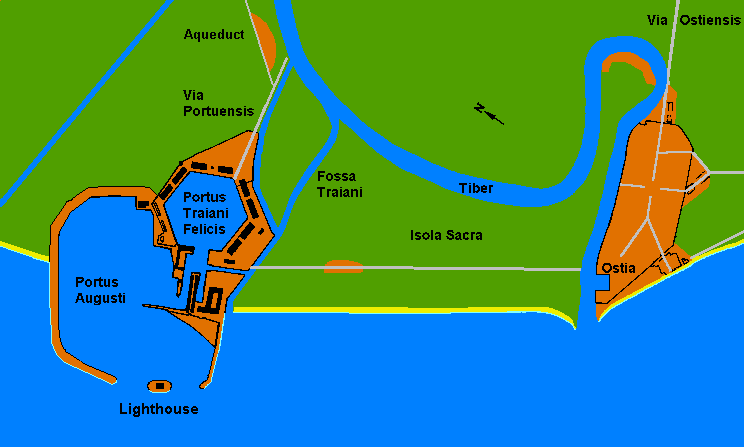 Via Ostiensis
Aqueduct
Via
Portuensis
N
Fossa
Traiani
Tiber
Portus
Traiani
Felicis
Isola Sacra
Ostia
Portus
Augusti
Lighthouse